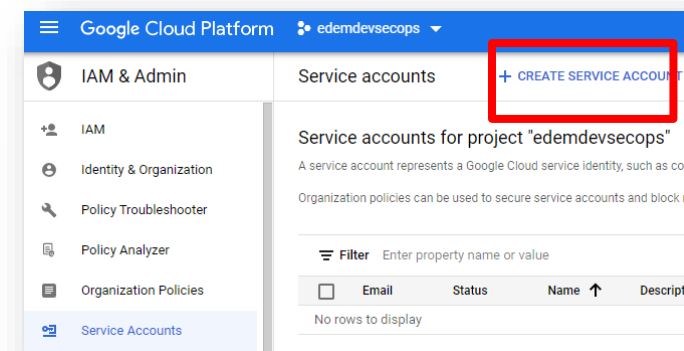 Google Cloud Platform edemdevsecops
IAM & Admin
Service accounts
+ CREATE SERVICE ACCOUNT
IAM
Identity & Organization
Policy Troubleshooter
Policy Analyzer
Organization Policies
Service Accounts
Service accounts for project "edemdevsecops"
A service account represents a Google Cloud service identity, such as co
Organization policies can be used to secure service accounts and block
Filter Enter property name or value
Email Status Name Descript
No rows to display